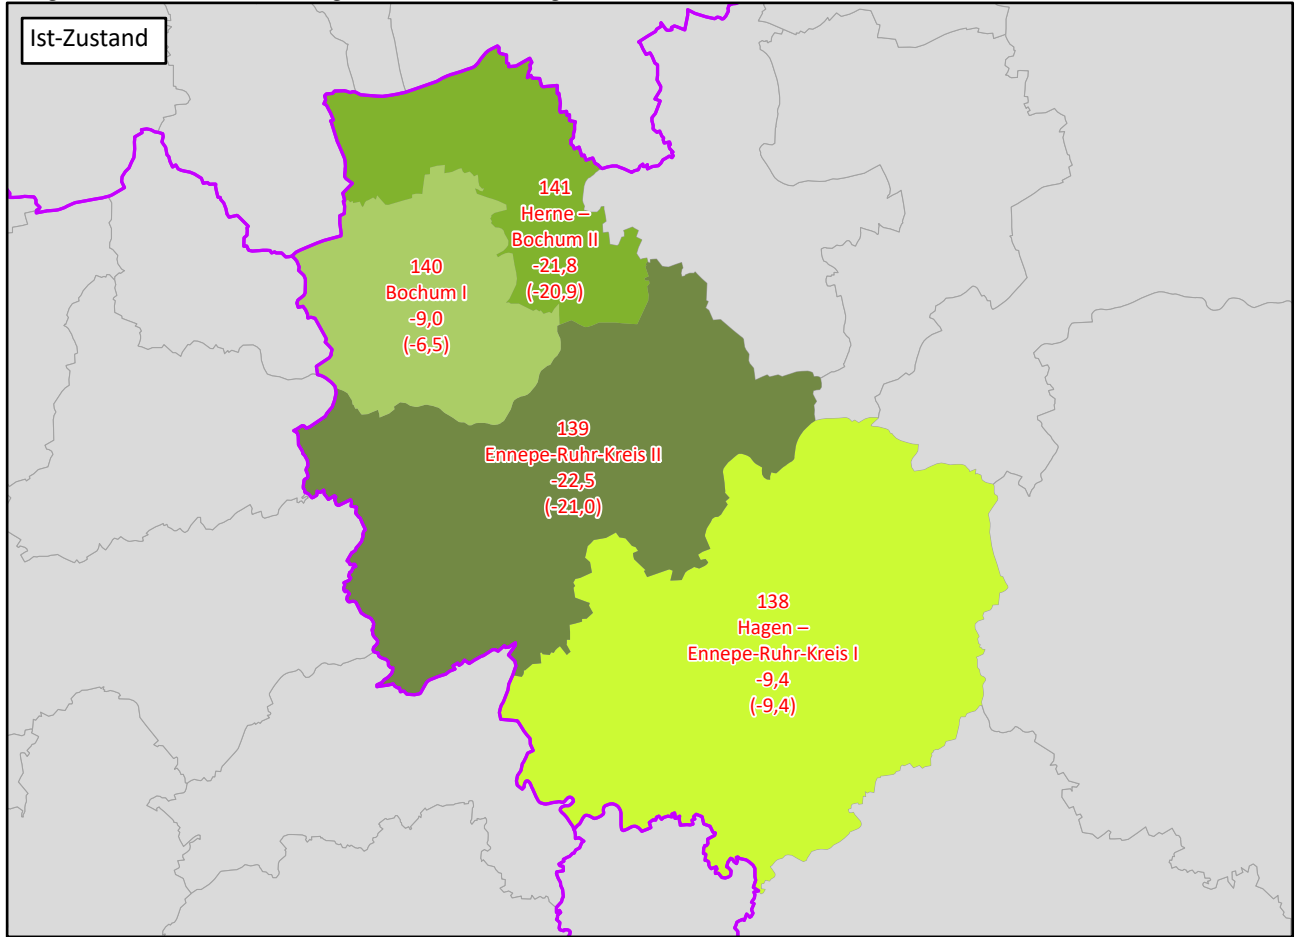 Ist-Zustand
141
Herne –
Bochum II
-21,8
(-20,9)
140
Bochum I
-9,0
(-6,5)
139
Ennepe-Ruhr-Kreis II
-22,5
(-21,0)
138
Hagen –
Ennepe-Ruhr-Kreis I
-9,4
(-9,4)